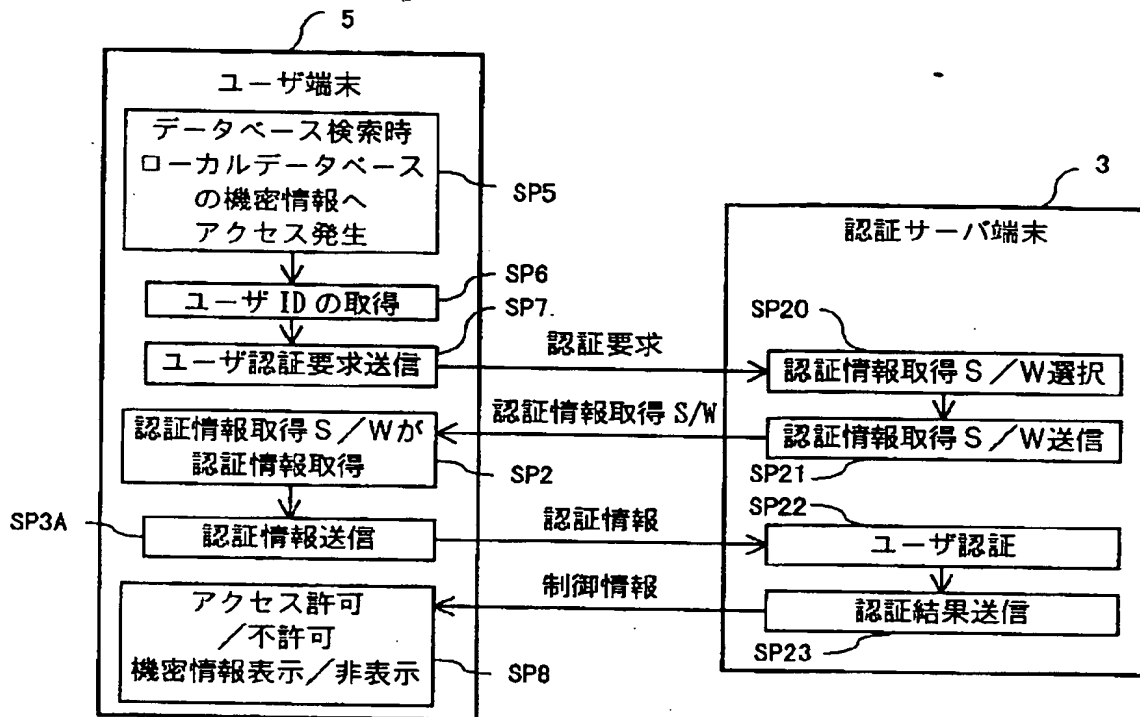 5
ユーザ端末
データベース検索時
ローカルデータベース
の機密情報へ
アクセス発生
SP5
ユーザIDの取得
SP6
ユーザ認証要求送信
SP7
認証要求
認証情報取得S/W
認証情報取得S/Wが
認証情報取得
SP2
認証情報送信
SP3A
認証情報
制御情報
アクセス許可
/不許可
機密情報表示/非表示
SP8
3
認証サーバ端末
SP20
認証情報取得S/W選択
認証情報取得S/W送信
SP21
SP22
ユーザ認証
認証結果送信
SP23